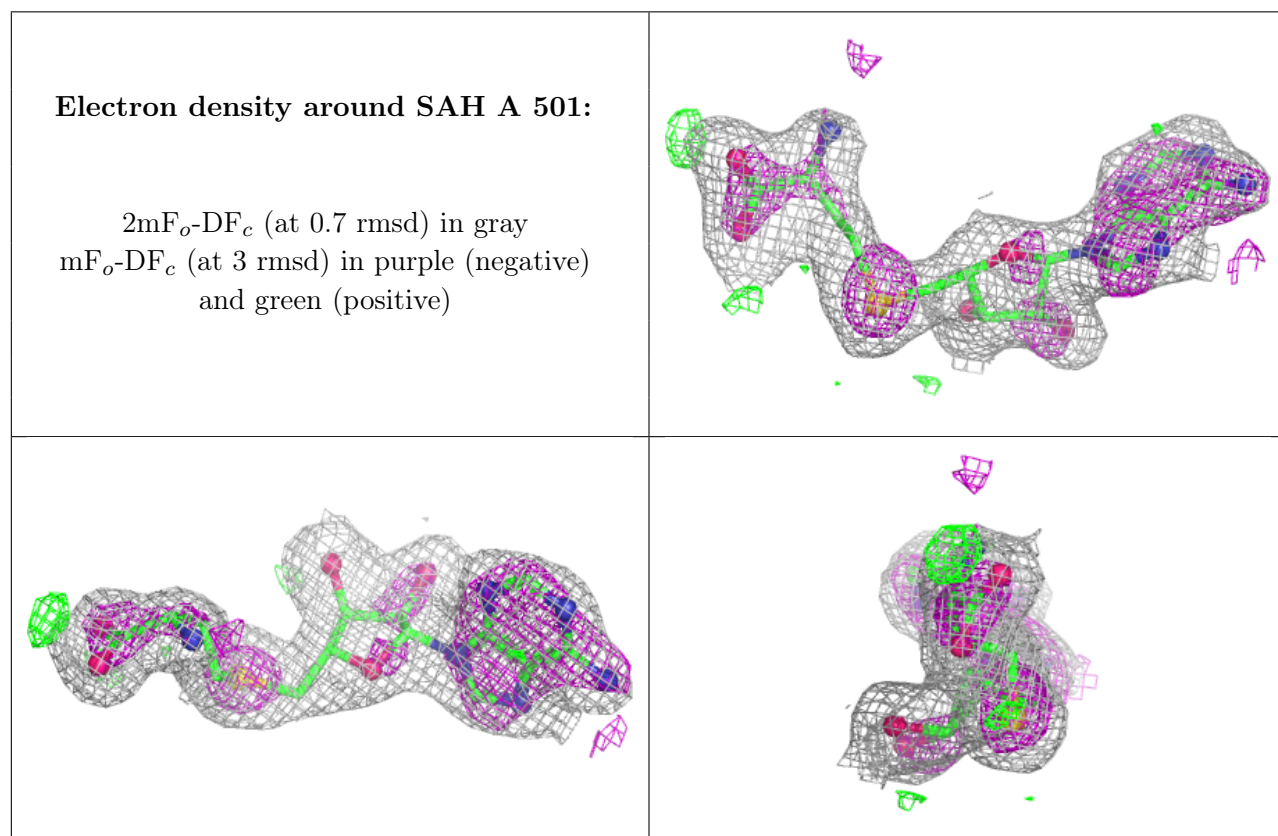 Electron density around SAH A 501:
2mFo-DFc (at 0.7 rmsd) in gray
mFo-DFc (at 3 rmsd) in purple (negative)
and green (positive)